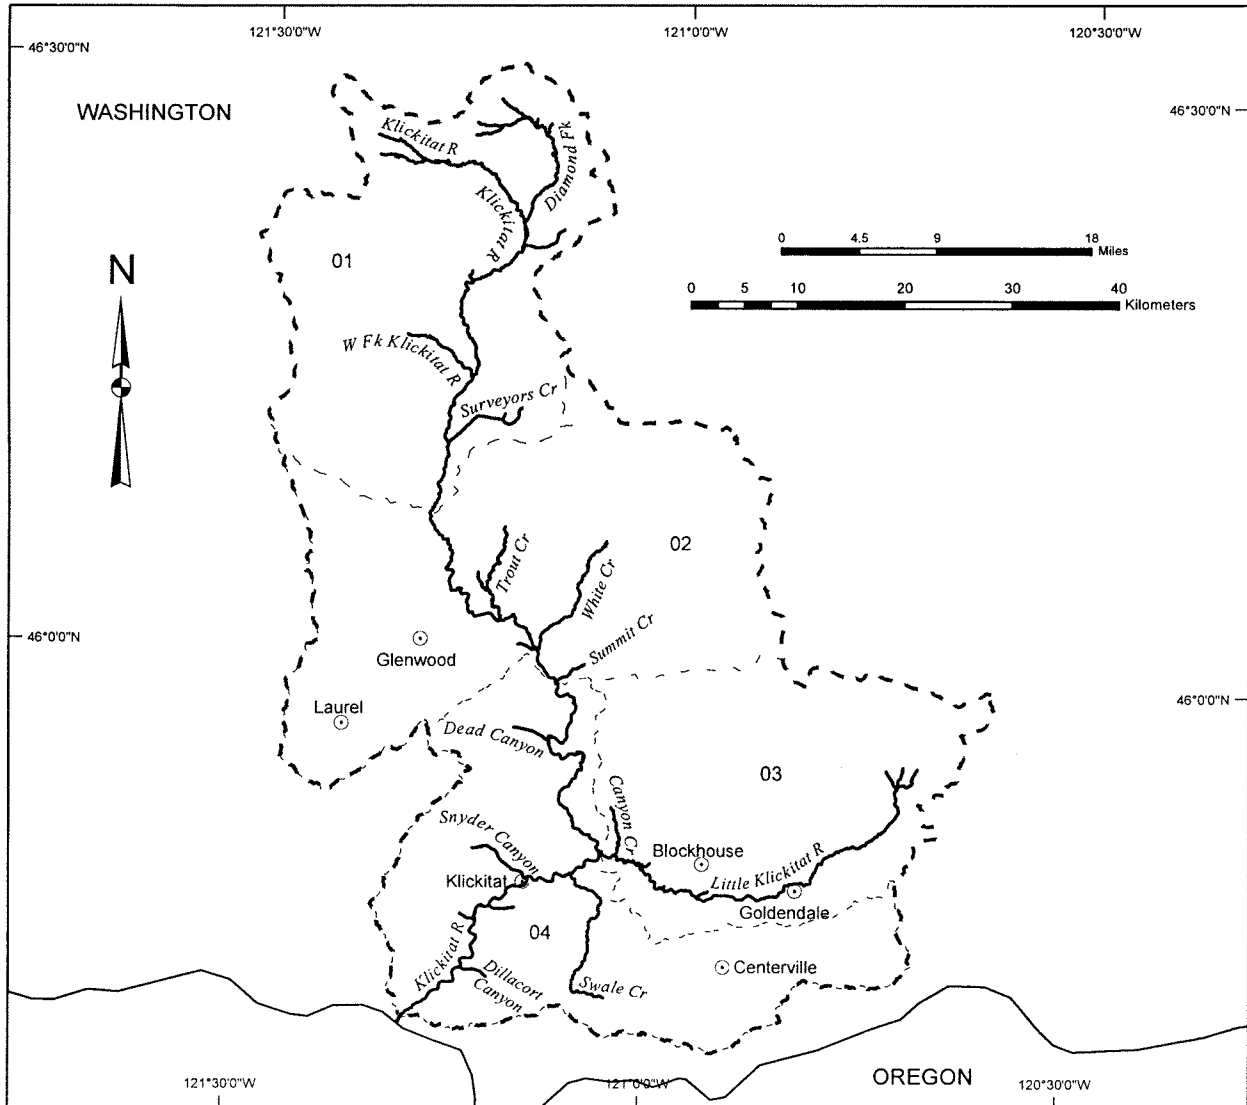 121°30'0"W
121°0'0"W
120°30'0"W
46°30'0"N
46°30'0"N
WASHINGTON
Klickitat R
Diamond Fk
Klickitat R
01
N
0 4.5 9 18 Miles
0 5 10 20 30 40 Kilometers
W Fk Klickitat R
Surveyors Cr
02
Trout Cr
White Cr
Summit Cr
46°0'0"N
Glenwood
46°0'0"N
Laurel
Dead Canyon
03
Canyon Cr
Snyder Canyon
Blockhouse
Klickitat
Little Klickitat R
Goldendale
04
Klickitat R
Centerville
Dillacort
Canyon
Swale Cr
OREGON
121°30'0"W
121°0'0"W
120°30'0"W